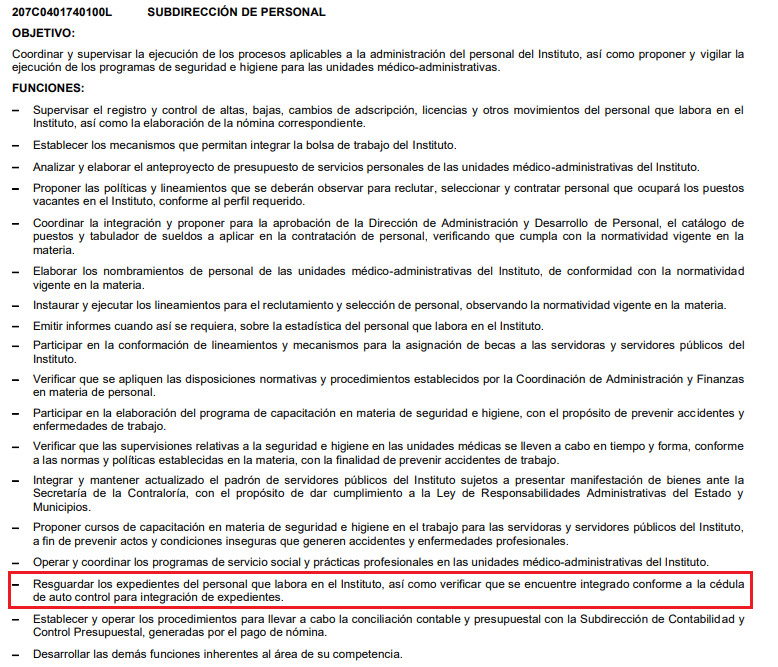 207C0401740100L SUBDIRECCIÓN DE PERSONAL
OBJETIVO:
Coordinar y supervisar la ejecución de los procesos aplicables a la administración del personal del Instituto, así como proponer y vigilar la
ejecución de los programas de seguridad e higiene para las unidades médico-administrativas.
FUNCIONES:
– Supervisar el registro y control de altas, bajas, cambios de adscripción, licencias y otros movimientos del personal que labora en el
Instituto, así como la elaboración de la nómina correspondiente.
– Establecer los mecanismos que permitan integrar la bolsa de trabajo del Instituto.
– Analizar y elaborar el anteproyecto de presupuesto de servicios personales de las unidades médico-administrativas del Instituto.
– Proponer las políticas y lineamientos que se deberán observar para reclutar, seleccionar y contratar personal que ocupará los puestos
vacantes en el Instituto, conforme al perfil requerido.
– Coordinar la integración y proponer para la aprobación de la Dirección de Administración y Desarrollo de Personal, el catálogo de
puestos y tabulador de sueldos a aplicar en la contratación de personal, verificando que cumpla con la normatividad vigente en la
materia.
– Elaborar los nombramientos de personal de las unidades médico-administrativas del Instituto, de conformidad con la normatividad
vigente en la materia.
– Instaurar y ejecutar los lineamientos para el reclutamiento y selección de personal, observando la normatividad vigente en la materia.
– Emitir informes cuando así se requiera, sobre la estadística del personal que labora en el Instituto.
– Participar en la conformación de lineamientos y mecanismos para la asignación de becas a las servidoras y servidores públicos del
Instituto.
– Verificar que se apliquen las disposiciones normativas y procedimientos establecidos por la Coordinación de Administración y Finanzas
en materia de personal.
– Participar en la elaboración del programa de capacitación en materia de seguridad e higiene, con el propósito de prevenir accidentes y
enfermedades de trabajo.
– Verificar que las supervisiones relativas a la seguridad e higiene en las unidades médicas se lleven a cabo en tiempo y forma, conforme
a las normas y políticas establecidas en la materia, con la finalidad de prevenir accidentes de trabajo.
– Integrar y mantener actualizado el padrón de servidores públicos del Instituto sujetos a presentar manifestación de bienes ante la
Secretaría de la Contraloría, con el propósito de dar cumplimiento a la Ley de Responsabilidades Administrativas del Estado y
Municipios.
– Proponer cursos de capacitación en materia de seguridad e higiene en el trabajo para las servidoras y servidores públicos del Instituto,
a fin de prevenir actos y condiciones inseguras que generen accidentes y enfermedades profesionales.
– Operar y coordinar los programas de servicio social y prácticas profesionales en las unidades médico-administrativas del Instituto.
– Resguardar los expedientes del personal que labora en el Instituto, así como verificar que se encuentre integrado conforme a la cédula
de auto control para integración de expedientes.
– Establecer y operar los procedimientos para llevar a cabo la conciliación contable y presupuestal con la Subdirección de Contabilidad y
Control Presupuestal, generadas por el pago de nómina.
– Desarrollar las demás funciones inherentes al área de su competencia.